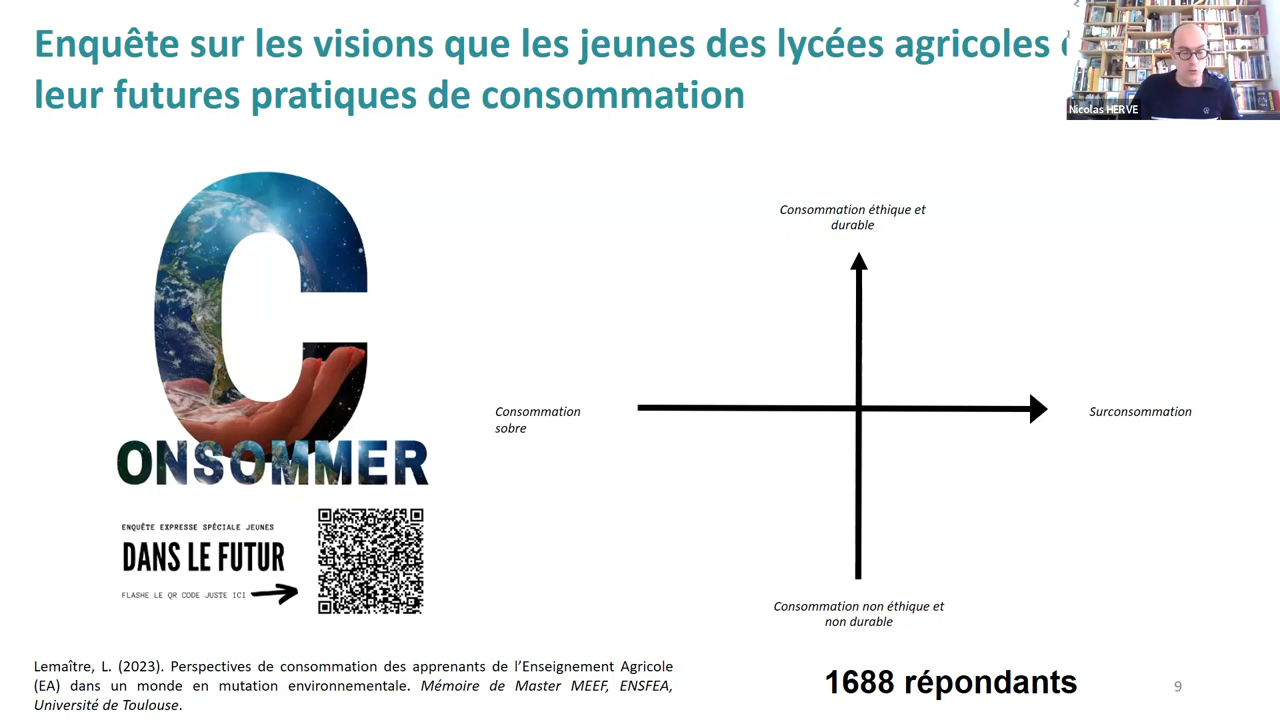 Enquête sur les visions que les jeunes des lycées agricoles
leur futures pratiques de consommation
Nicolas HERVE
Consommation éthique et
durable
Consommation
sobre
Surconsommation
CONSOMMER
ENQUÊTE EXPRESSE SPÉCIALE JEUNES
DANS LE FUTUR
FLASHE LE QR CODE JUSTE ICI
Consommation non éthique et
non durable
Lemaître, L. (2023). Perspectives de consommation des apprenants de l'Enseignement Agricole
(EA) dans un monde en mutation environnementale. Mémoire de Master MEEF, ENSFEA,
Université de Toulouse.
1688 répondants
9